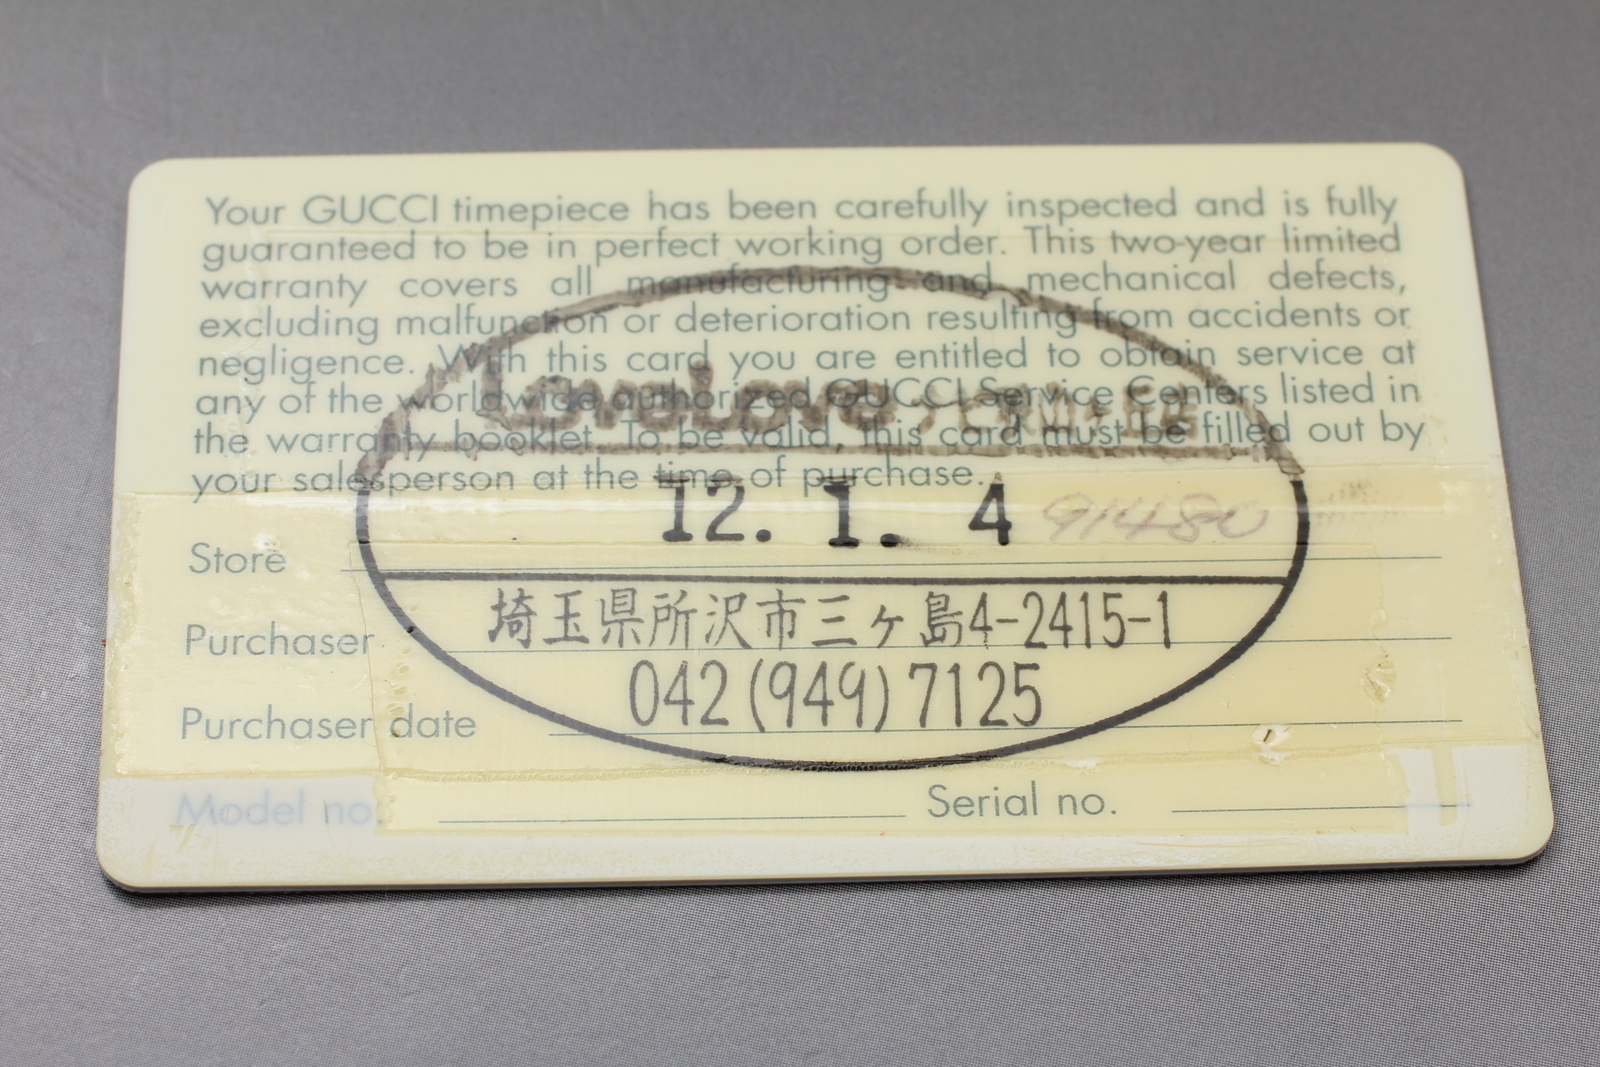 Your GUCCI timepiece has been carefully inspected and is fully
guaranteed to be in perfect working order. This two-year limited
warranty covers all manufacturing and mechanical defects,
excluding malfunction or deterioration resulting from accidents or
negligence. With this card you are entitled to obtain service at
any of the worldwide authorized GUCCI Service Centers listed in
the warranty booklet. To be valid, this card must be filled out by
your salesperson at the time of purchase.
LoveLove
12. 1. 4 91480
Store
埼玉県所沢市三ヶ島4-2415-1
Purchaser
042(949)7125
Purchaser date
Model no. Serial no.